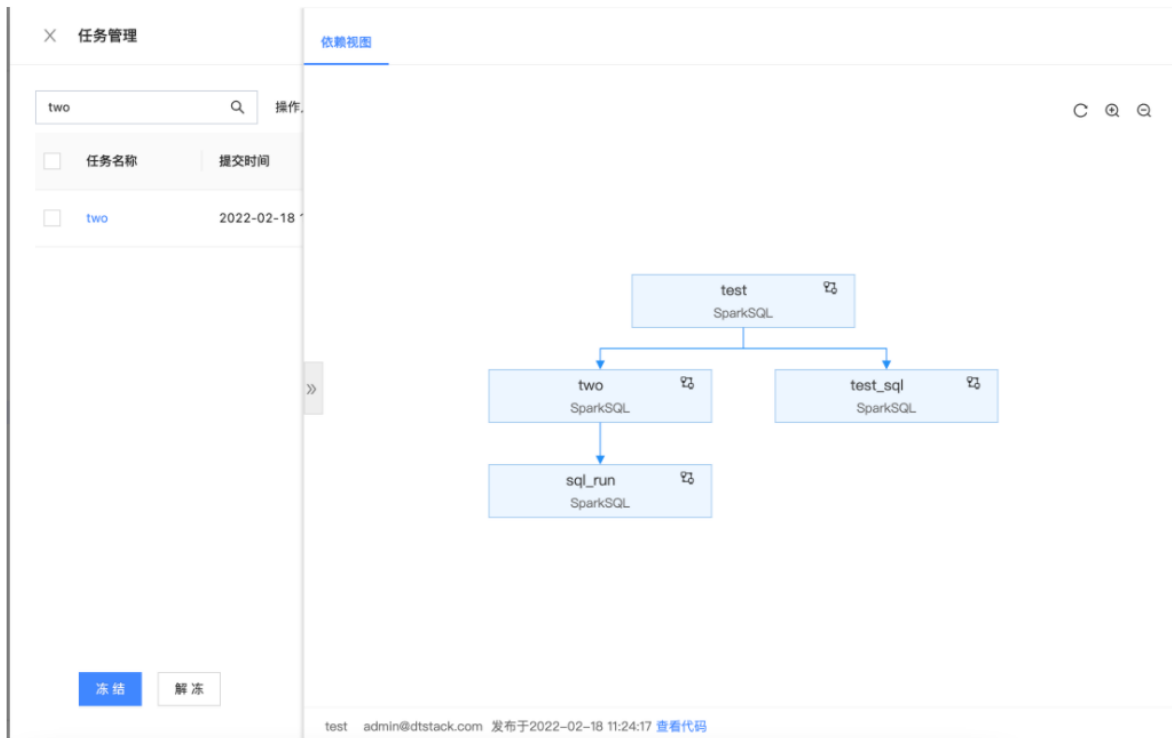 任务管理
依赖视图
two
操作
任务名称
提交时间
two
2022-02-18
test
SparkSQL
two
SparkSQL
test_sql
SparkSQL
sql_run
SparkSQL
冻 结
解 冻
test admin@dtstack.com 发布于2022-02-18 11:24:17 查看代码